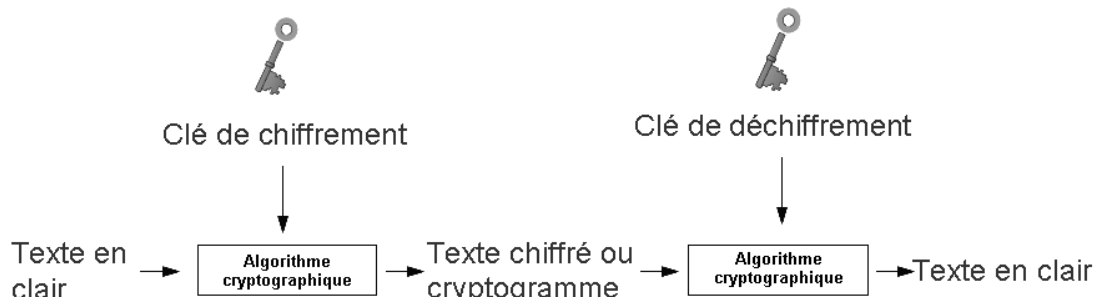 Clé de chiffrement
Clé de déchiffrement
Texte en
clair
Algorithme
cryptographique
Texte chiffré ou
cryptogramme
Algorithme
cryptographique
Texte en clair